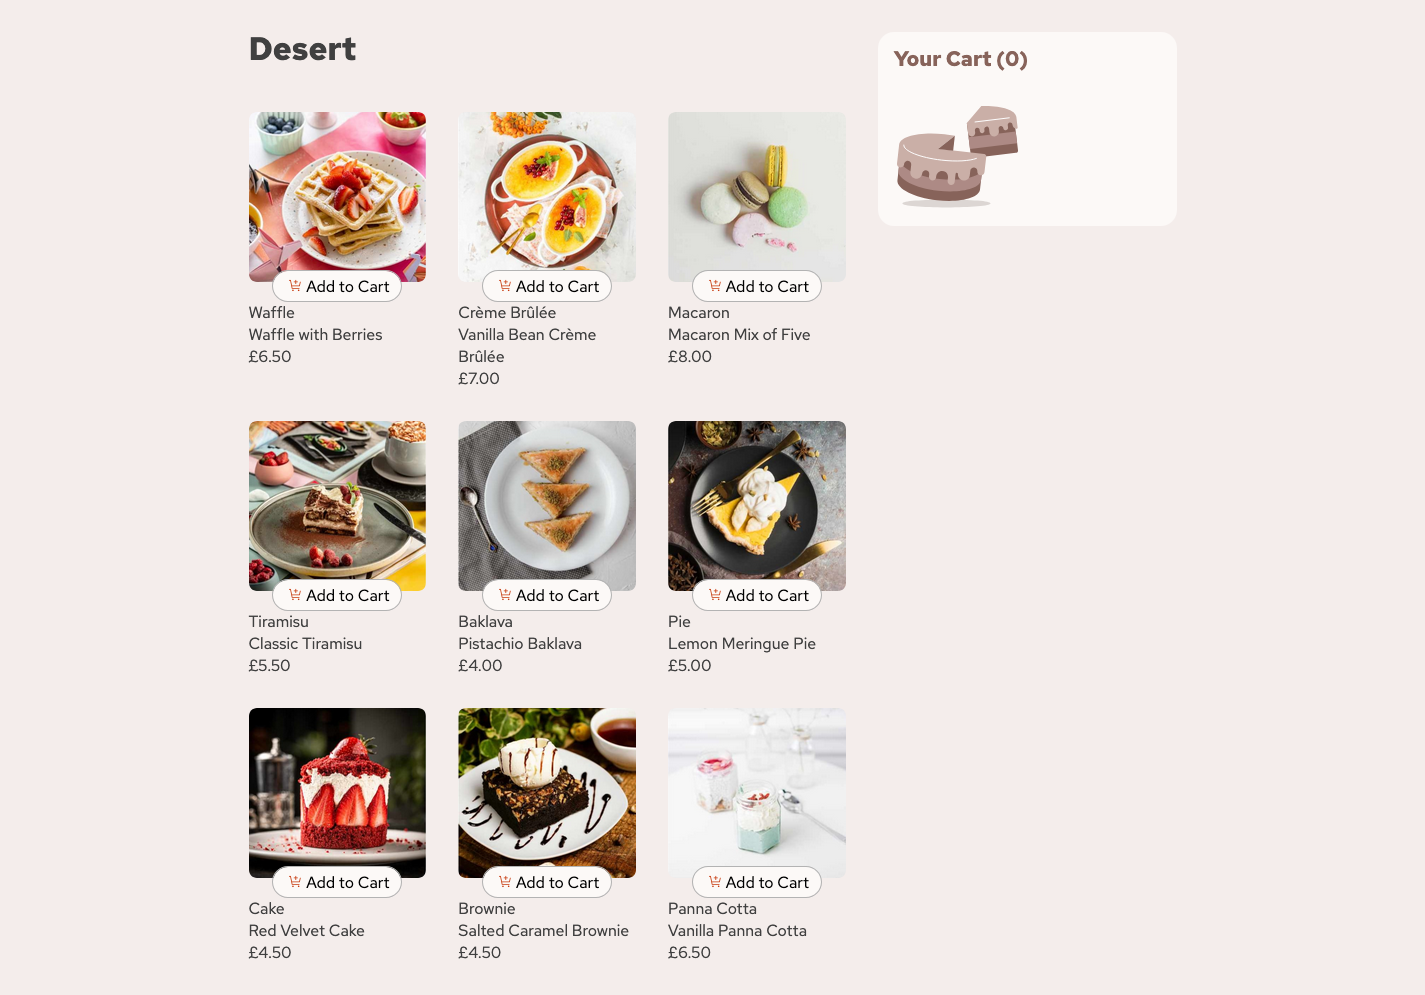 Desert
Your Cart (0)
Add to Cart
Add to Cart
Add to Cart
Waffle
Waffle with Berries
£6.50
Crème Brûlée
Vanilla Bean Crème
Brûlée
£7.00
Macaron
Macaron Mix of Five
£8.00
Add to Cart
Add to Cart
Add to Cart
Tiramisu
Classic Tiramisu
£5.50
Baklava
Pistachio Baklava
£4.00
Pie
Lemon Meringue Pie
£5.00
Add to Cart
Add to Cart
Add to Cart
Cake
Red Velvet Cake
£4.50
Brownie
Salted Caramel Brownie
£4.50
Panna Cotta
Vanilla Panna Cotta
£6.50